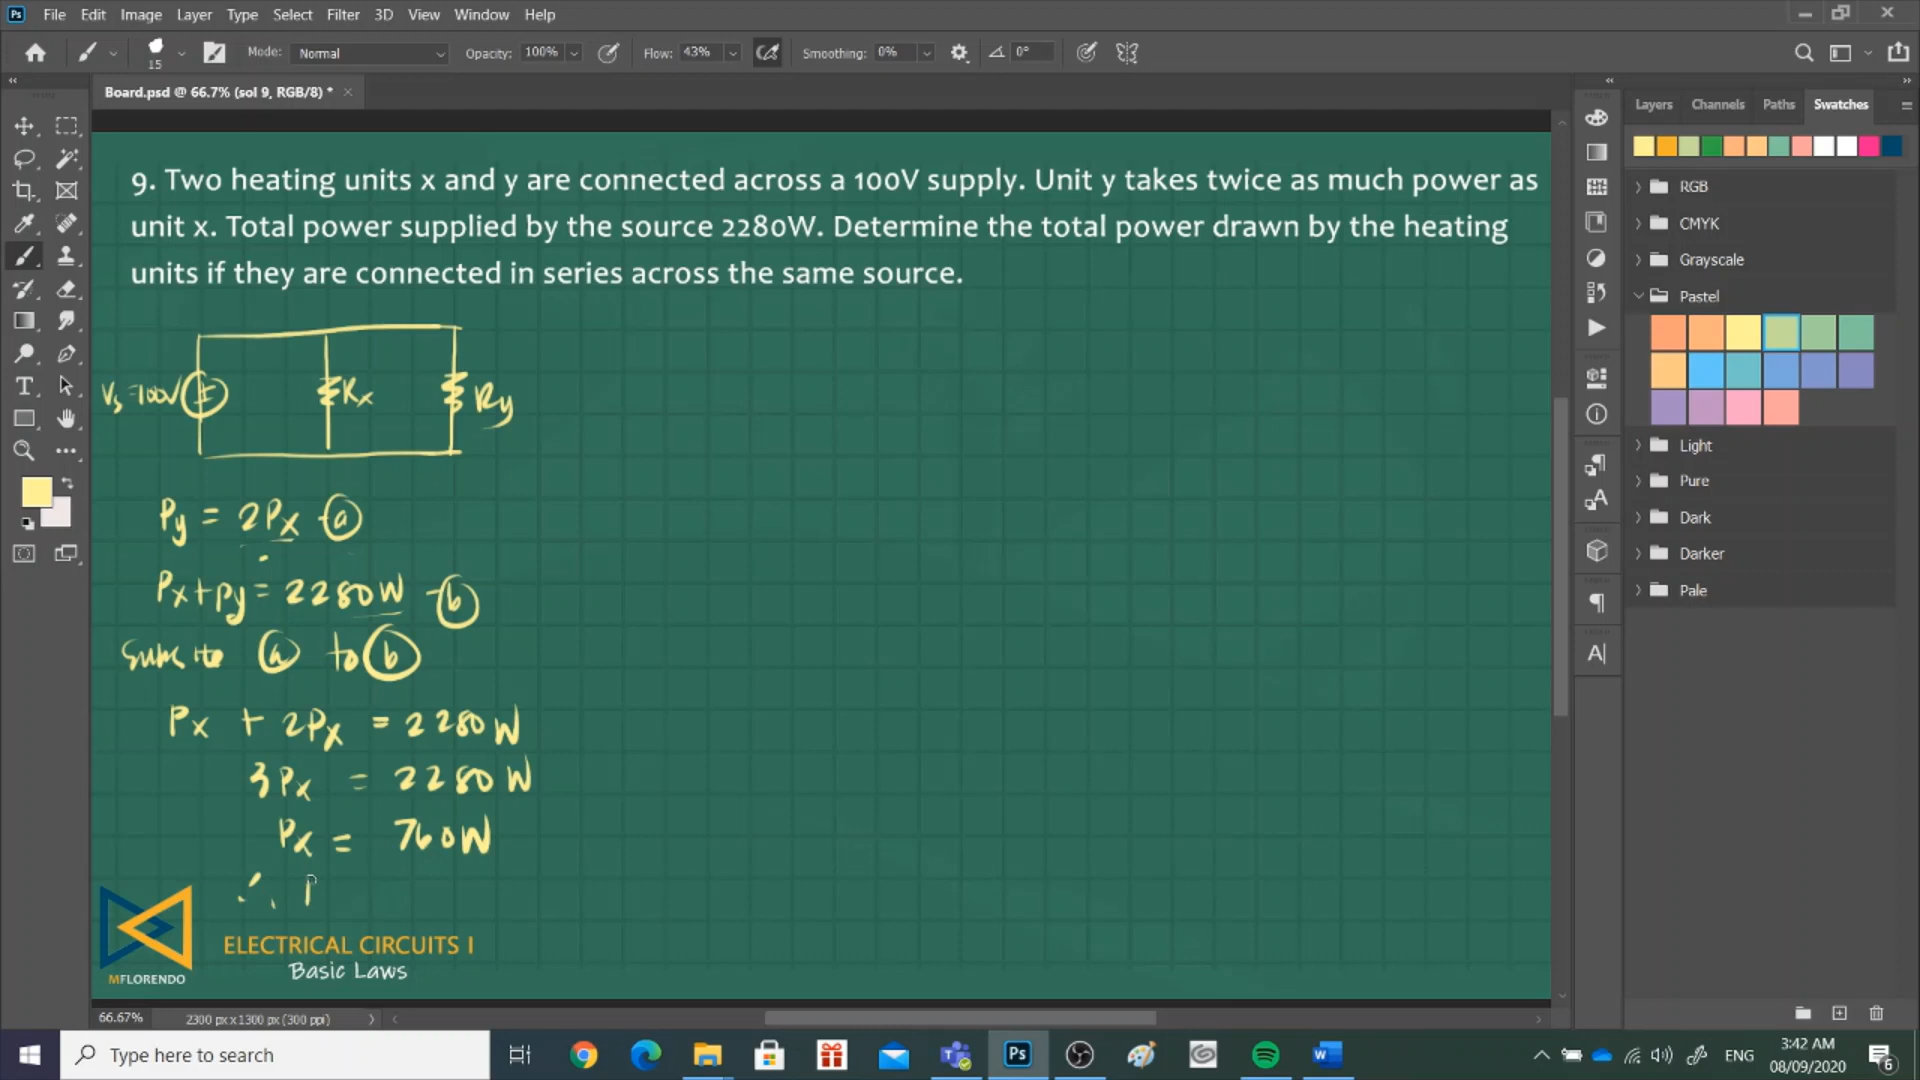 File Edit Image Layer Type Select Filter 3D View Window Help
15 Mode: Normal Opacity: 100% Flow: 43% Smoothing: 0% 0°
Board.psd @ 66.7% (sol 9, RGB/8) *
Layers Channels Paths Swatches
RGB
CMYK
Grayscale
Pastel
Light
Pure
Dark
Darker
Pale
9. Two heating units x and y are connected across a 100V supply. Unit y takes twice as much power as
unit x. Total power supplied by the source 2280W. Determine the total power drawn by the heating
units if they are connected in series across the same source.
Vs=100V Rx Ry
Py = 2Px -a
Px+Py = 2280W -b
a to b
Px + 2Px = 2280W
3Px = 2280W
Px = 760W
∴
MFLORENDO
ELECTRICAL CIRCUITS I
Basic Laws
66.67% 2300 px x 1300 px (300 ppi)
Type here to search
ENG
3:42 AM
08/09/2020
6